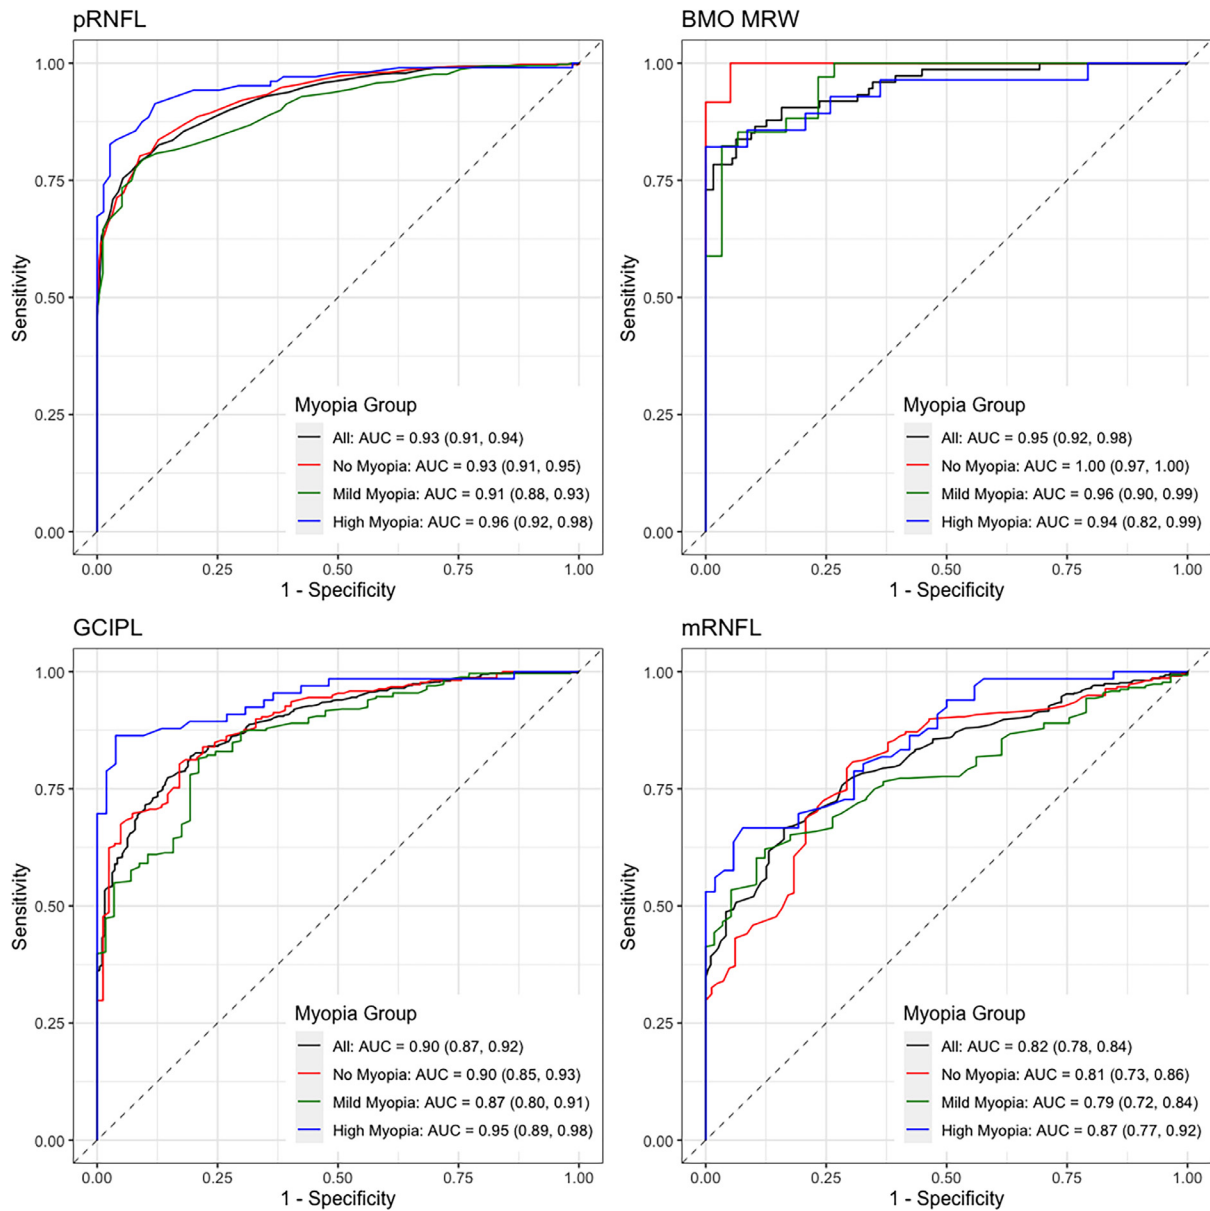 pRNFL
1.00
0.75
0.50
0.25
0.00
Sensitivity
Myopia Group
All: AUC = 0.93 (0.91, 0.94)
No Myopia: AUC = 0.93 (0.91, 0.95)
Mild Myopia: AUC = 0.91 (0.88, 0.93)
High Myopia: AUC = 0.96 (0.92, 0.98)
0.00 0.25 0.50 0.75 1.00
1 - Specificity
BMO MRW
1.00
0.75
0.50
0.25
0.00
Sensitivity
Myopia Group
All: AUC = 0.95 (0.92, 0.98)
No Myopia: AUC = 1.00 (0.97, 1.00)
Mild Myopia: AUC = 0.96 (0.90, 0.99)
High Myopia: AUC = 0.94 (0.82, 0.99)
0.00 0.25 0.50 0.75 1.00
1 - Specificity
GCIPL
1.00
0.75
0.50
0.25
0.00
Sensitivity
Myopia Group
All: AUC = 0.90 (0.87, 0.92)
No Myopia: AUC = 0.90 (0.85, 0.93)
Mild Myopia: AUC = 0.87 (0.80, 0.91)
High Myopia: AUC = 0.95 (0.89, 0.98)
0.00 0.25 0.50 0.75 1.00
1 - Specificity
mRNFL
1.00
0.75
0.50
0.25
0.00
Sensitivity
Myopia Group
All: AUC = 0.82 (0.78, 0.84)
No Myopia: AUC = 0.81 (0.73, 0.86)
Mild Myopia: AUC = 0.79 (0.72, 0.84)
High Myopia: AUC = 0.87 (0.77, 0.92)
0.00 0.25 0.50 0.75 1.00
1 - Specificity